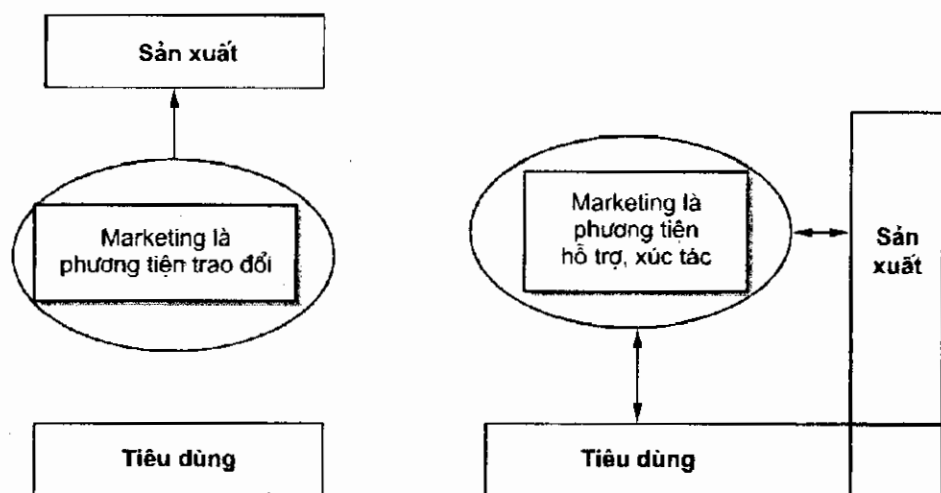 Sản xuất
Marketing là
phương tiện trao đổi
Tiêu dùng
Marketing là
phương tiện
hỗ trợ, xúc tác
Sản
xuất
Tiêu dùng